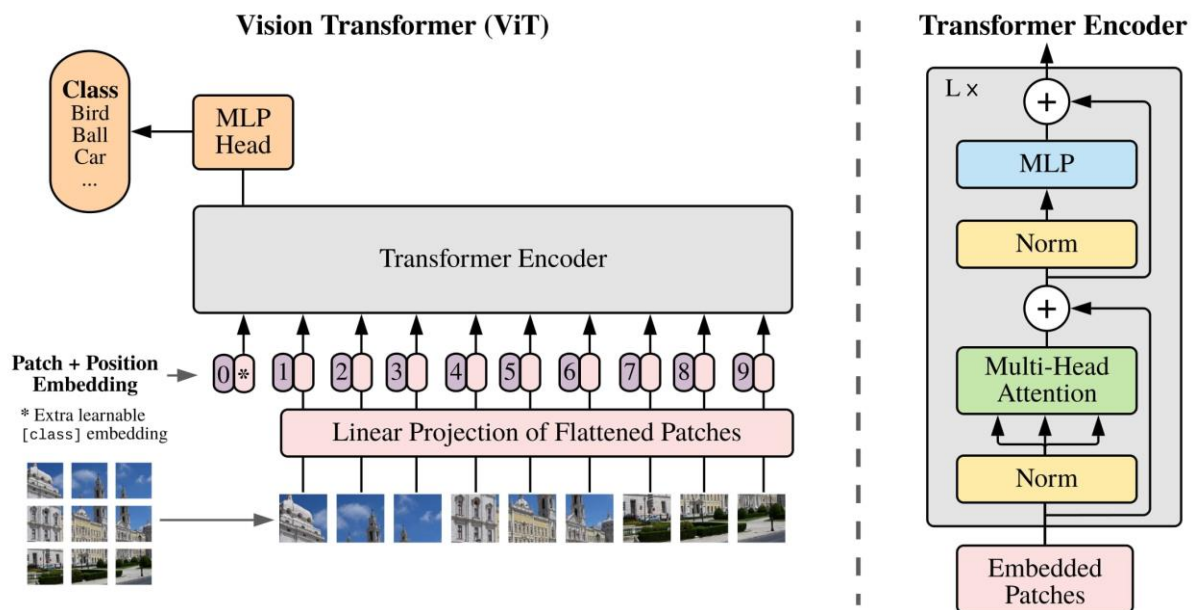 Vision Transformer (ViT)
Class
Bird
Ball
Car
...
MLP
Head
Transformer Encoder
Patch + Position
Embedding
0 * 1 2 3 4 5 6 7 8 9
* Extra learnable
[class] embedding
Linear Projection of Flattened Patches
Transformer Encoder
L ×
+
MLP
Norm
+
Multi-Head
Attention
Norm
Embedded
Patches